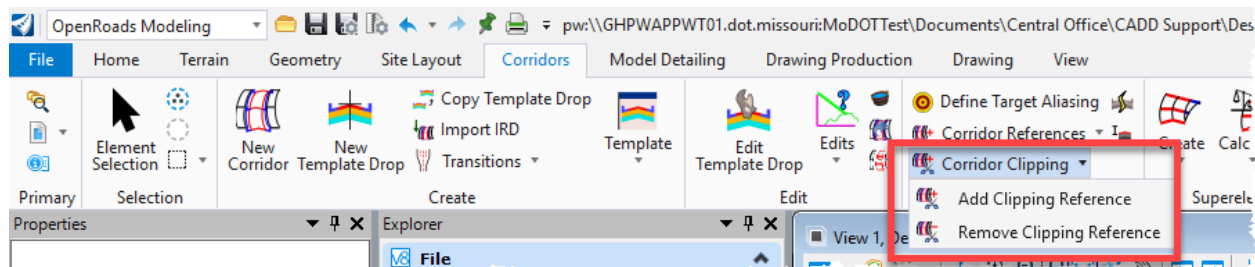 OpenRoads Modeling pw:\\GHPWAPPWT01.dot.missouri:MoDOTTest\Documents\Central Office\CADD Support\Des
File Home Terrain Geometry Site Layout Corridors Model Detailing Drawing Production Drawing View
Element Selection
New Corridor
New Template Drop
Copy Template Drop
Import IRD
Transitions
Template
Edit Template Drop
Edits
Define Target Aliasing
Corridor References
Corridor Clipping
Create
Calc
Primary Selection Create Edit Superele
Add Clipping Reference
Remove Clipping Reference
Properties Explorer View 1, De
File